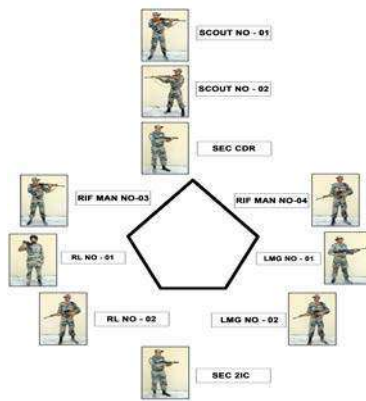 SCOUT NO - 01
SCOUT NO - 02
SEC CDR
RIF MAN NO-03
RIF MAN NO-04
RL NO - 01
LMG NO - 01
RL NO - 02
LMG NO - 02
SEC 2IC